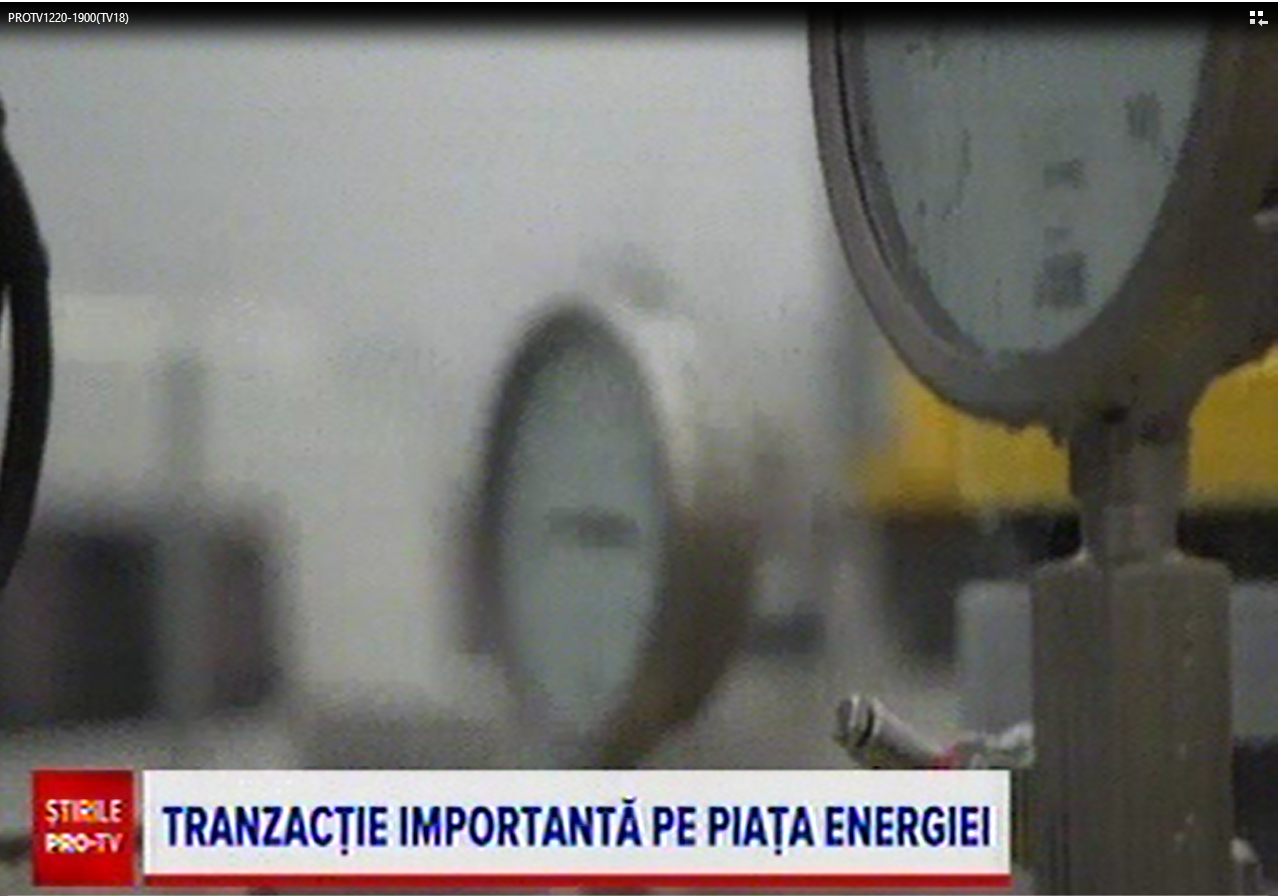 PROTV1220-1900(TV18)
ȘTIRILE
PRO•TV
TRANZACȚIE IMPORTANTĂ PE PIAȚA ENERGIEI